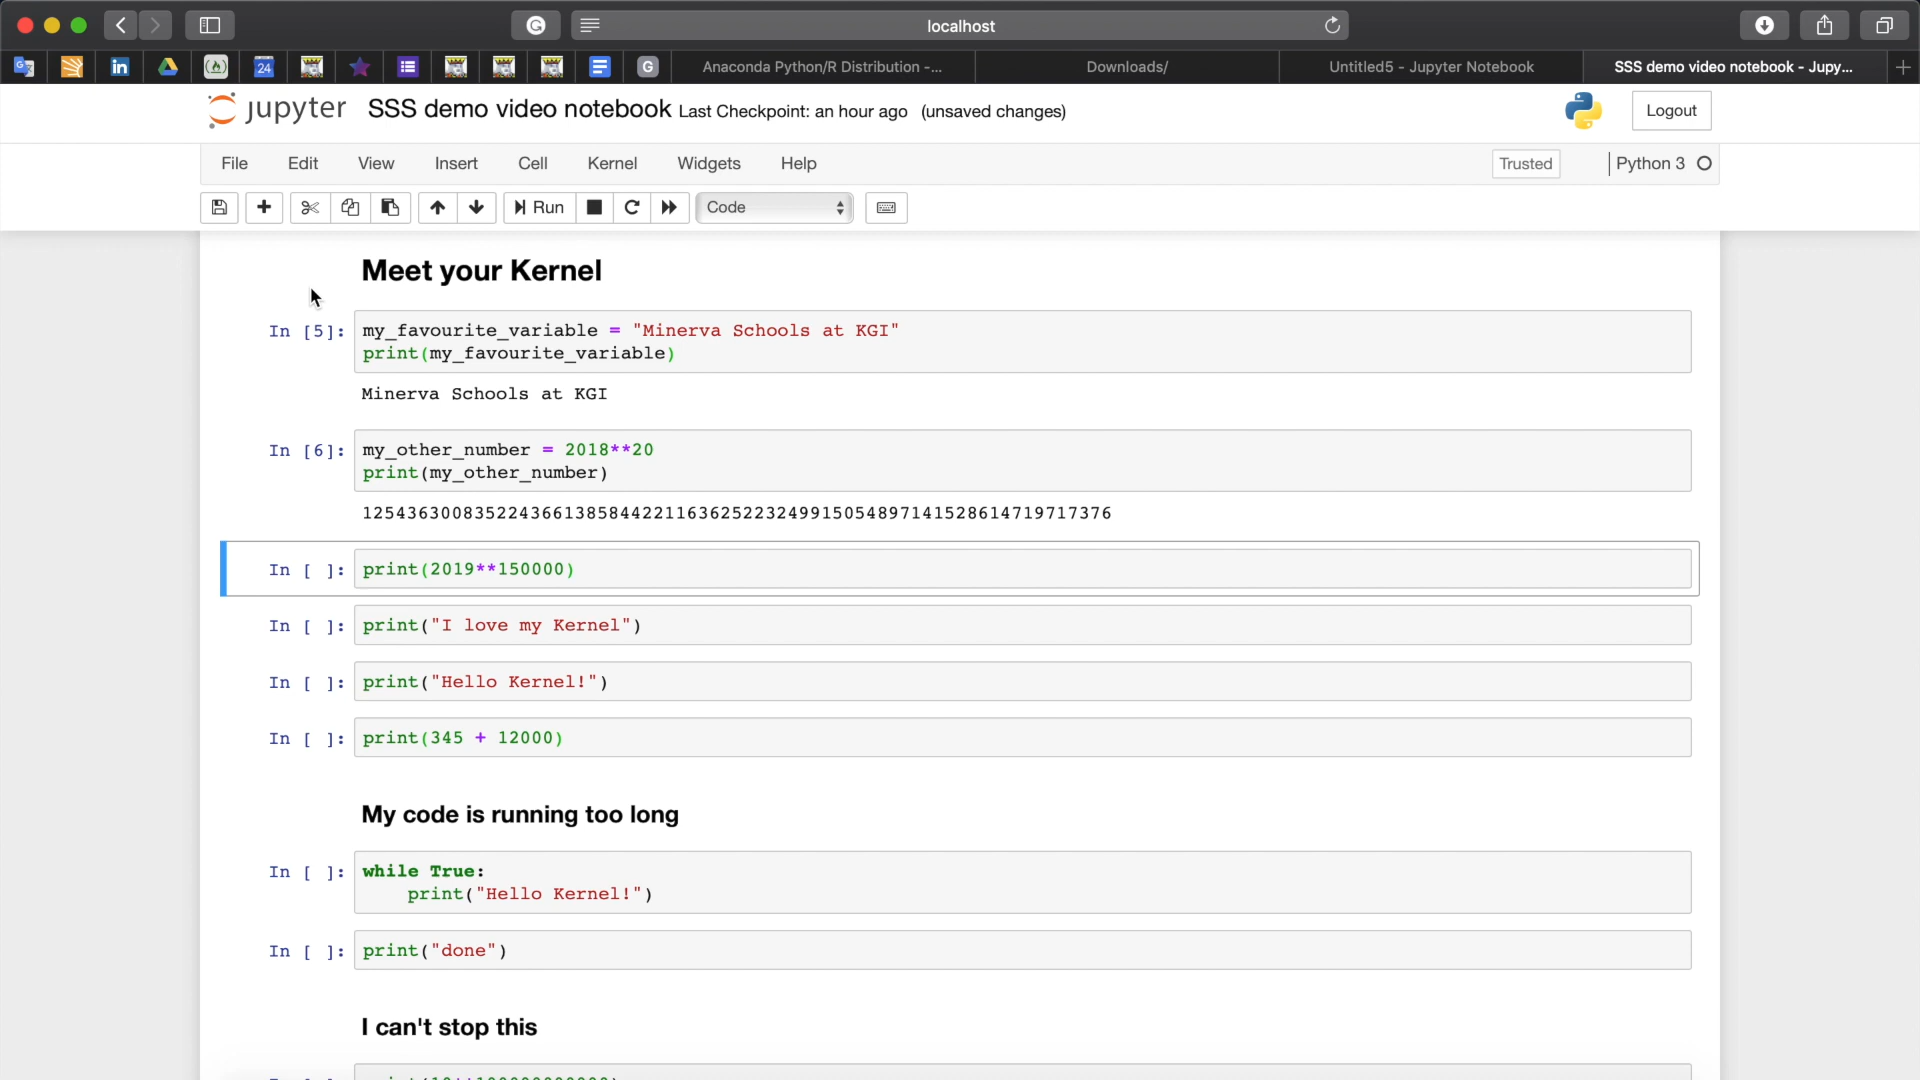 localhost
24
Anaconda Python/R Distribution -...
Downloads/
Untitled5 - Jupyter Notebook
SSS demo video notebook - Jupy...
jupyter SSS demo video notebook Last Checkpoint: an hour ago (unsaved changes)
Logout
File Edit View Insert Cell Kernel Widgets Help
Trusted
Python 3
Run
Code
Meet your Kernel
In [5]: my_favourite_variable = "Minerva Schools at KGI"
print(my_favourite_variable)
Minerva Schools at KGI
In [6]: my_other_number = 2018**20
print(my_other_number)
1254363008352243661385844221163625223249915054897141528614719717376
In [ ]: print(2019**150000)
In [ ]: print("I love my Kernel")
In [ ]: print("Hello Kernel!")
In [ ]: print(345 + 12000)
My code is running too long
In [ ]: while True:
print("Hello Kernel!")
In [ ]: print("done")
I can't stop this